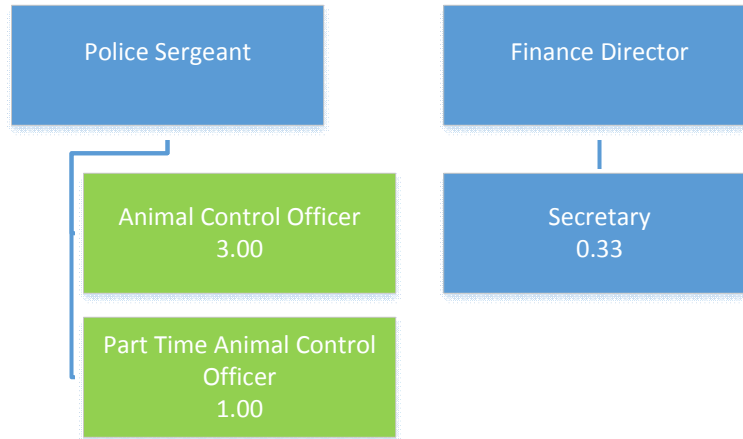 Police Sergeant
Finance Director
Animal Control Officer
3.00
Secretary
0.33
Part Time Animal Control
Officer
1.00